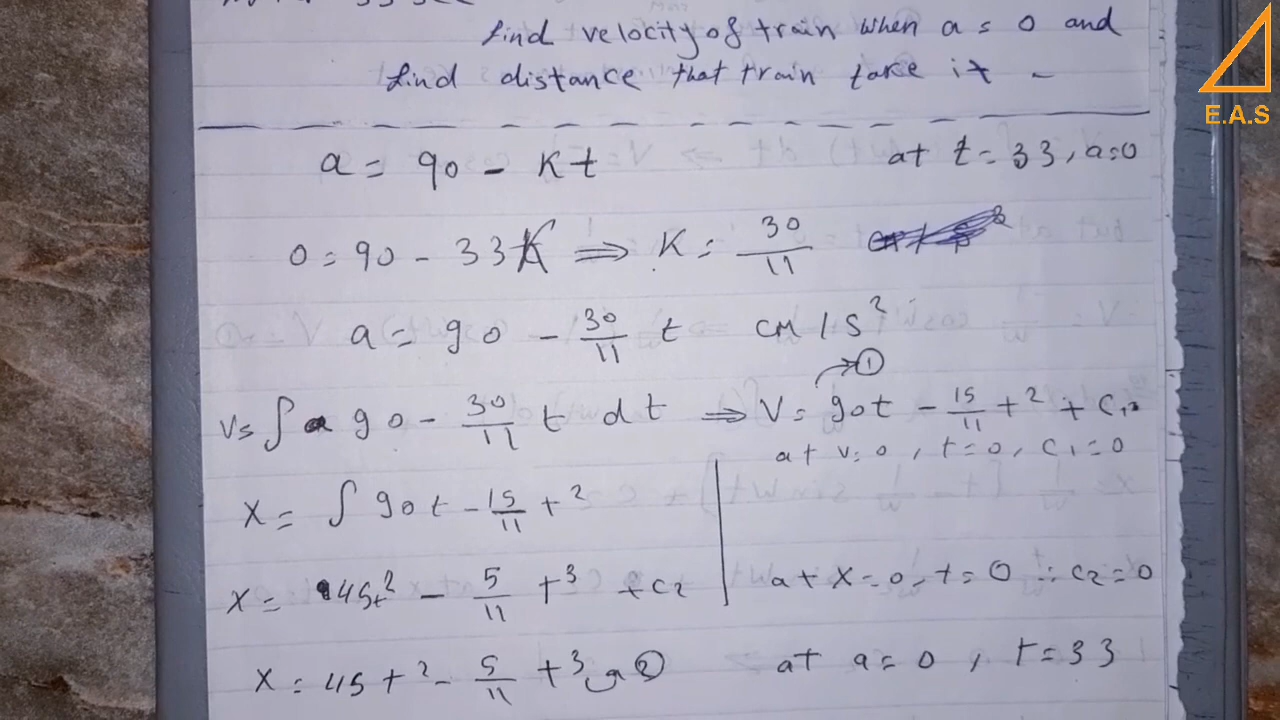 find velocity of train when a = 0 and
find distance that train take it -
E.A.S
a = 90 - Kt at t = 33, a=0
0 = 90 - 33K ⇒ K = 30/11
a = 90 - 30/11 t cm/s²
①
v= ∫ 90 - 30/11 t dt ⇒ V = 90t - 15/11 t² + C₁
at v=0, t=0, C₁=0
X = ∫ 90t - 15/11 t²
X = 45t² - 5/11 t³ + C₂ at X=0, t=0 ∴ C₂=0
X = 45t² - 5/11 t³ → ② at a=0, t=33